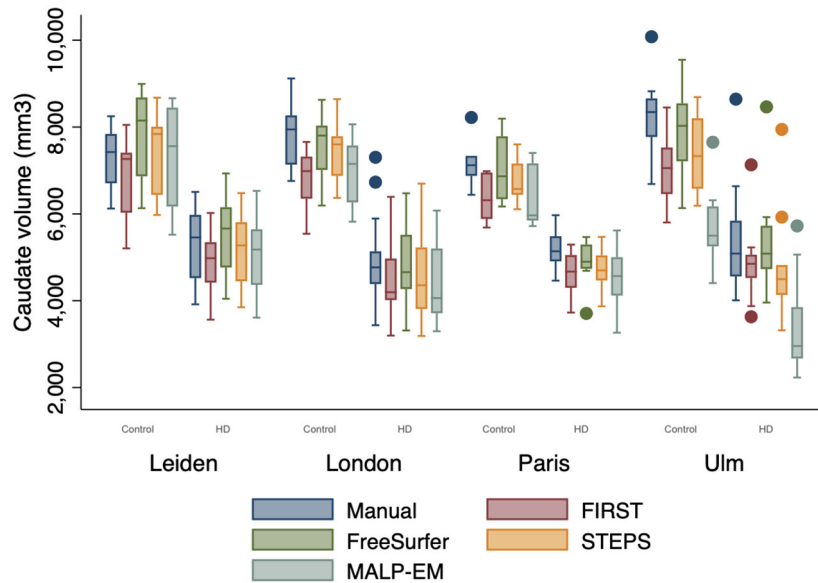 Caudate volume (mm3)
10,000
8,000
6,000
4,000
2,000
Control HD Control HD Control HD Control HD
Leiden London Paris Ulm
Manual FIRST
FreeSurfer STEPS
MALP-EM